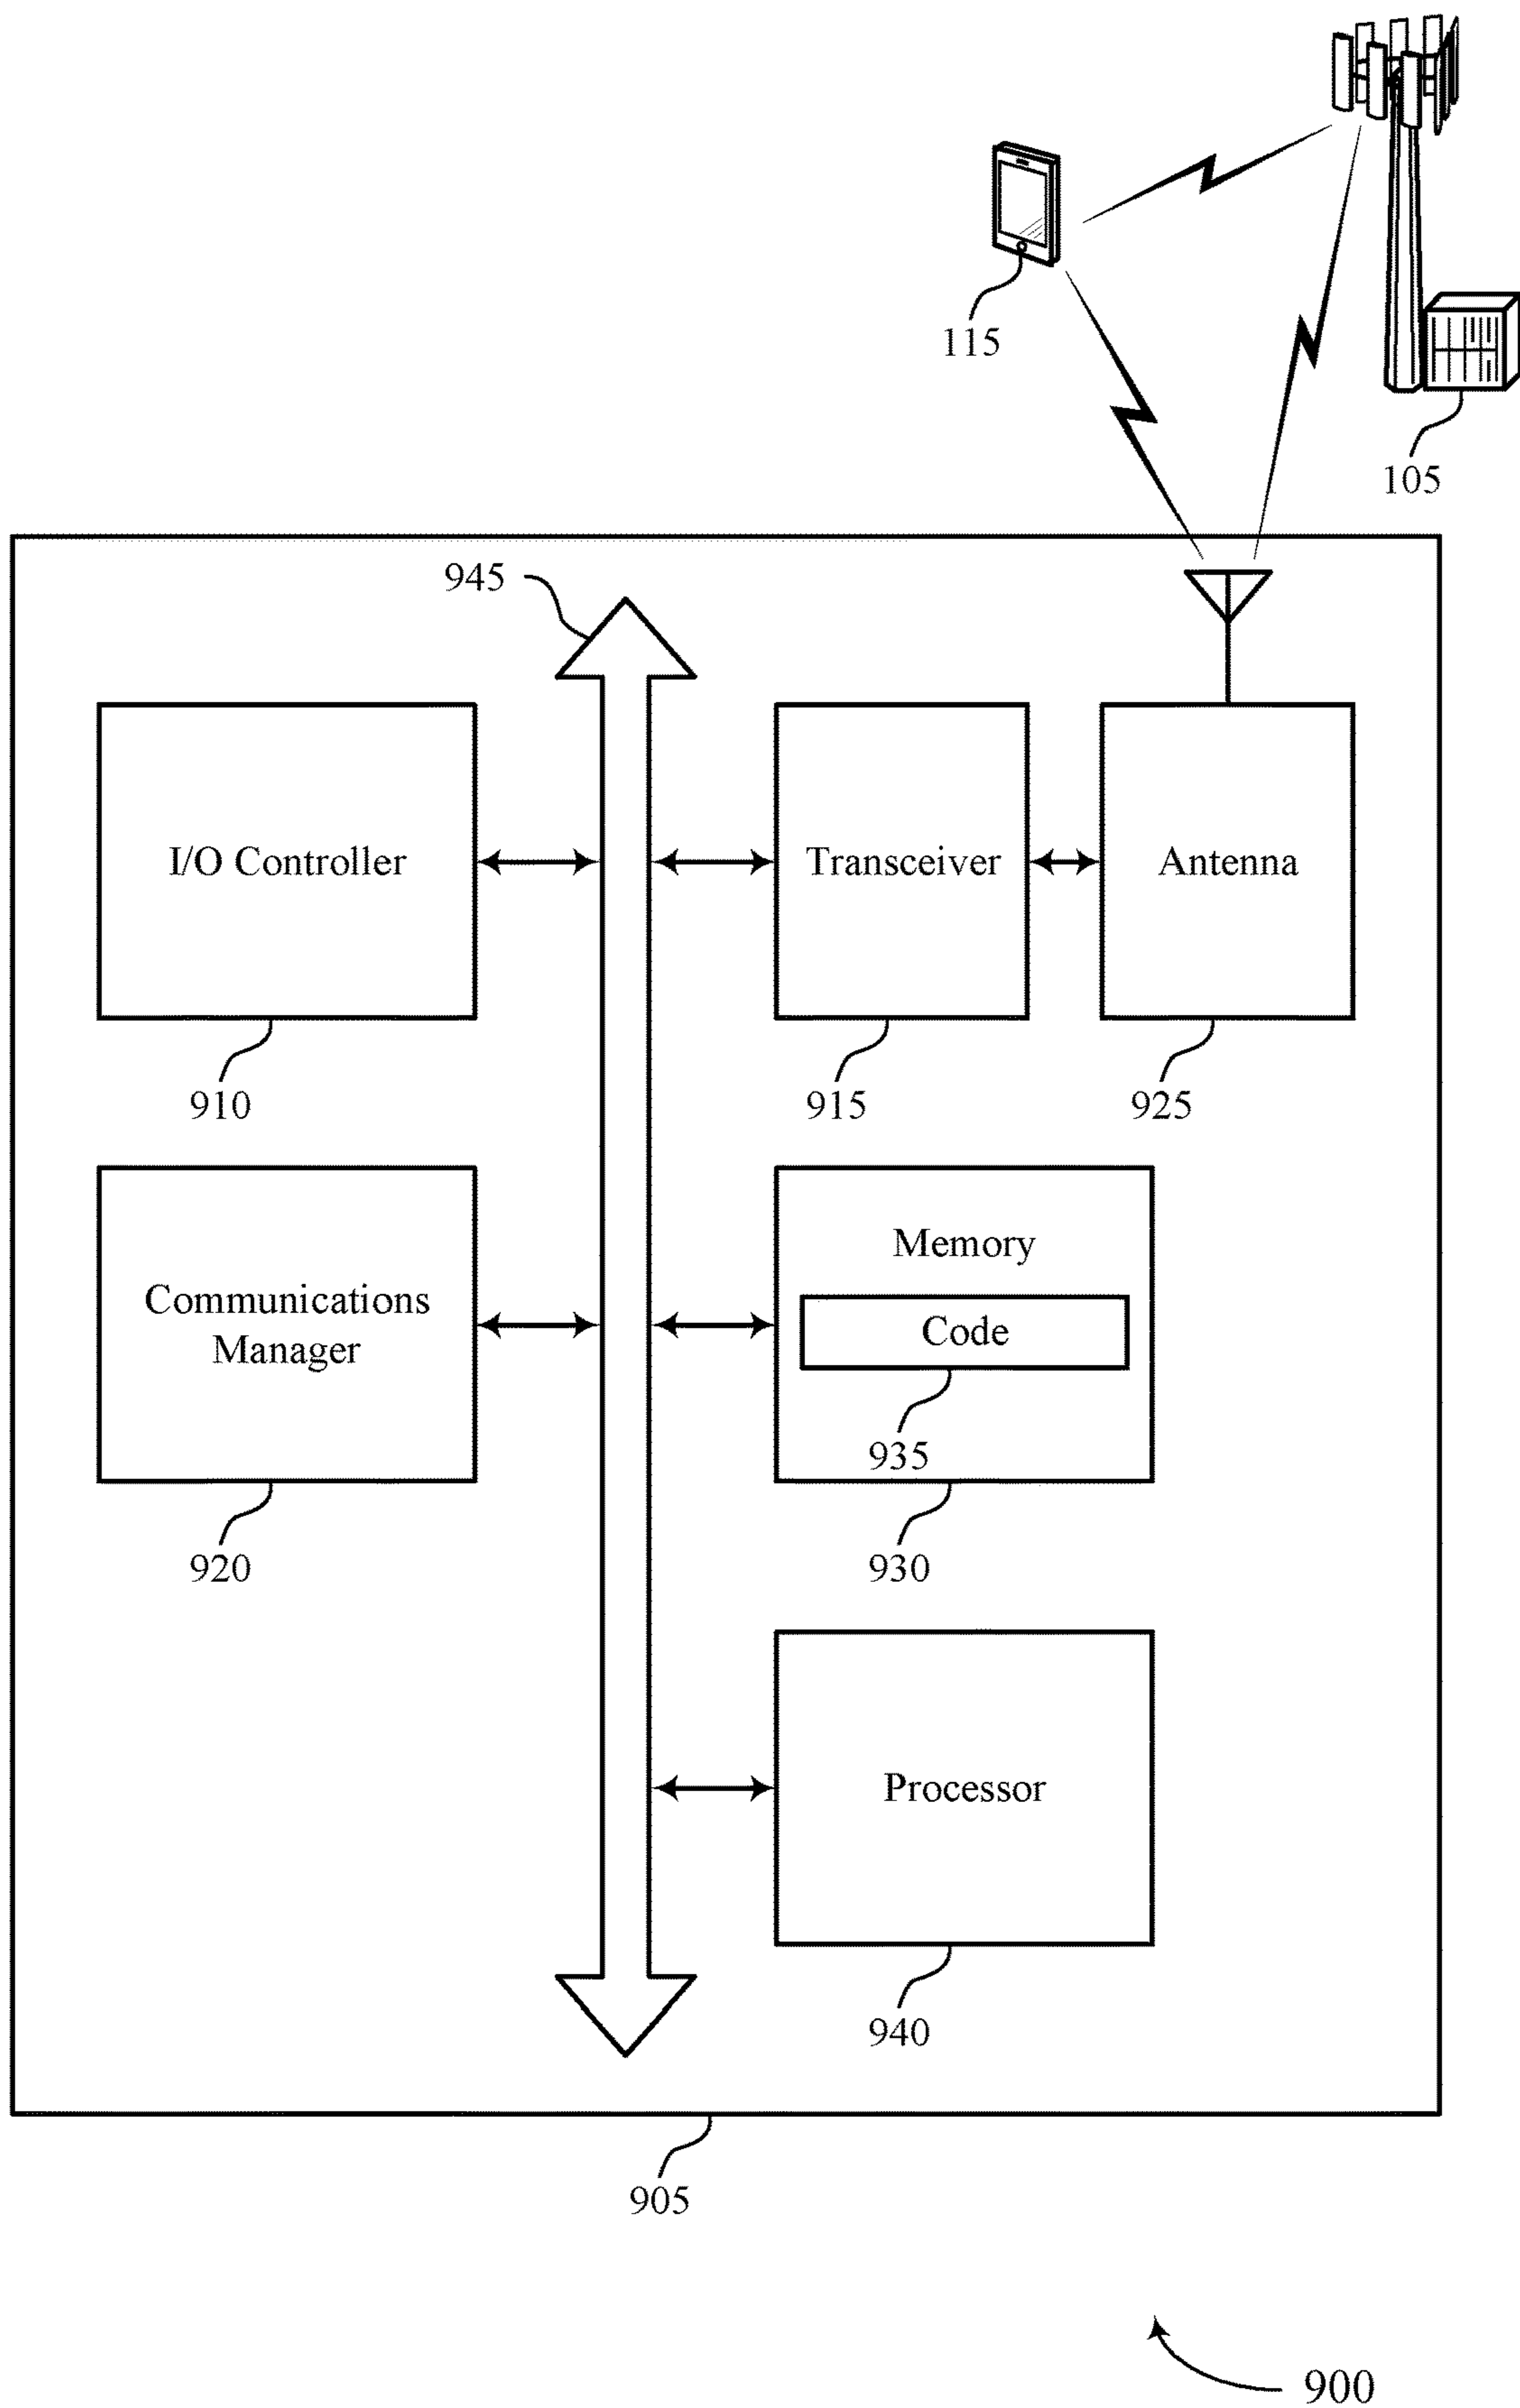 115
105
945
I/O Controller
Transceiver
Antenna
910
915
925
Communications
Manager
Memory
Code
935
920
930
Processor
940
905
900